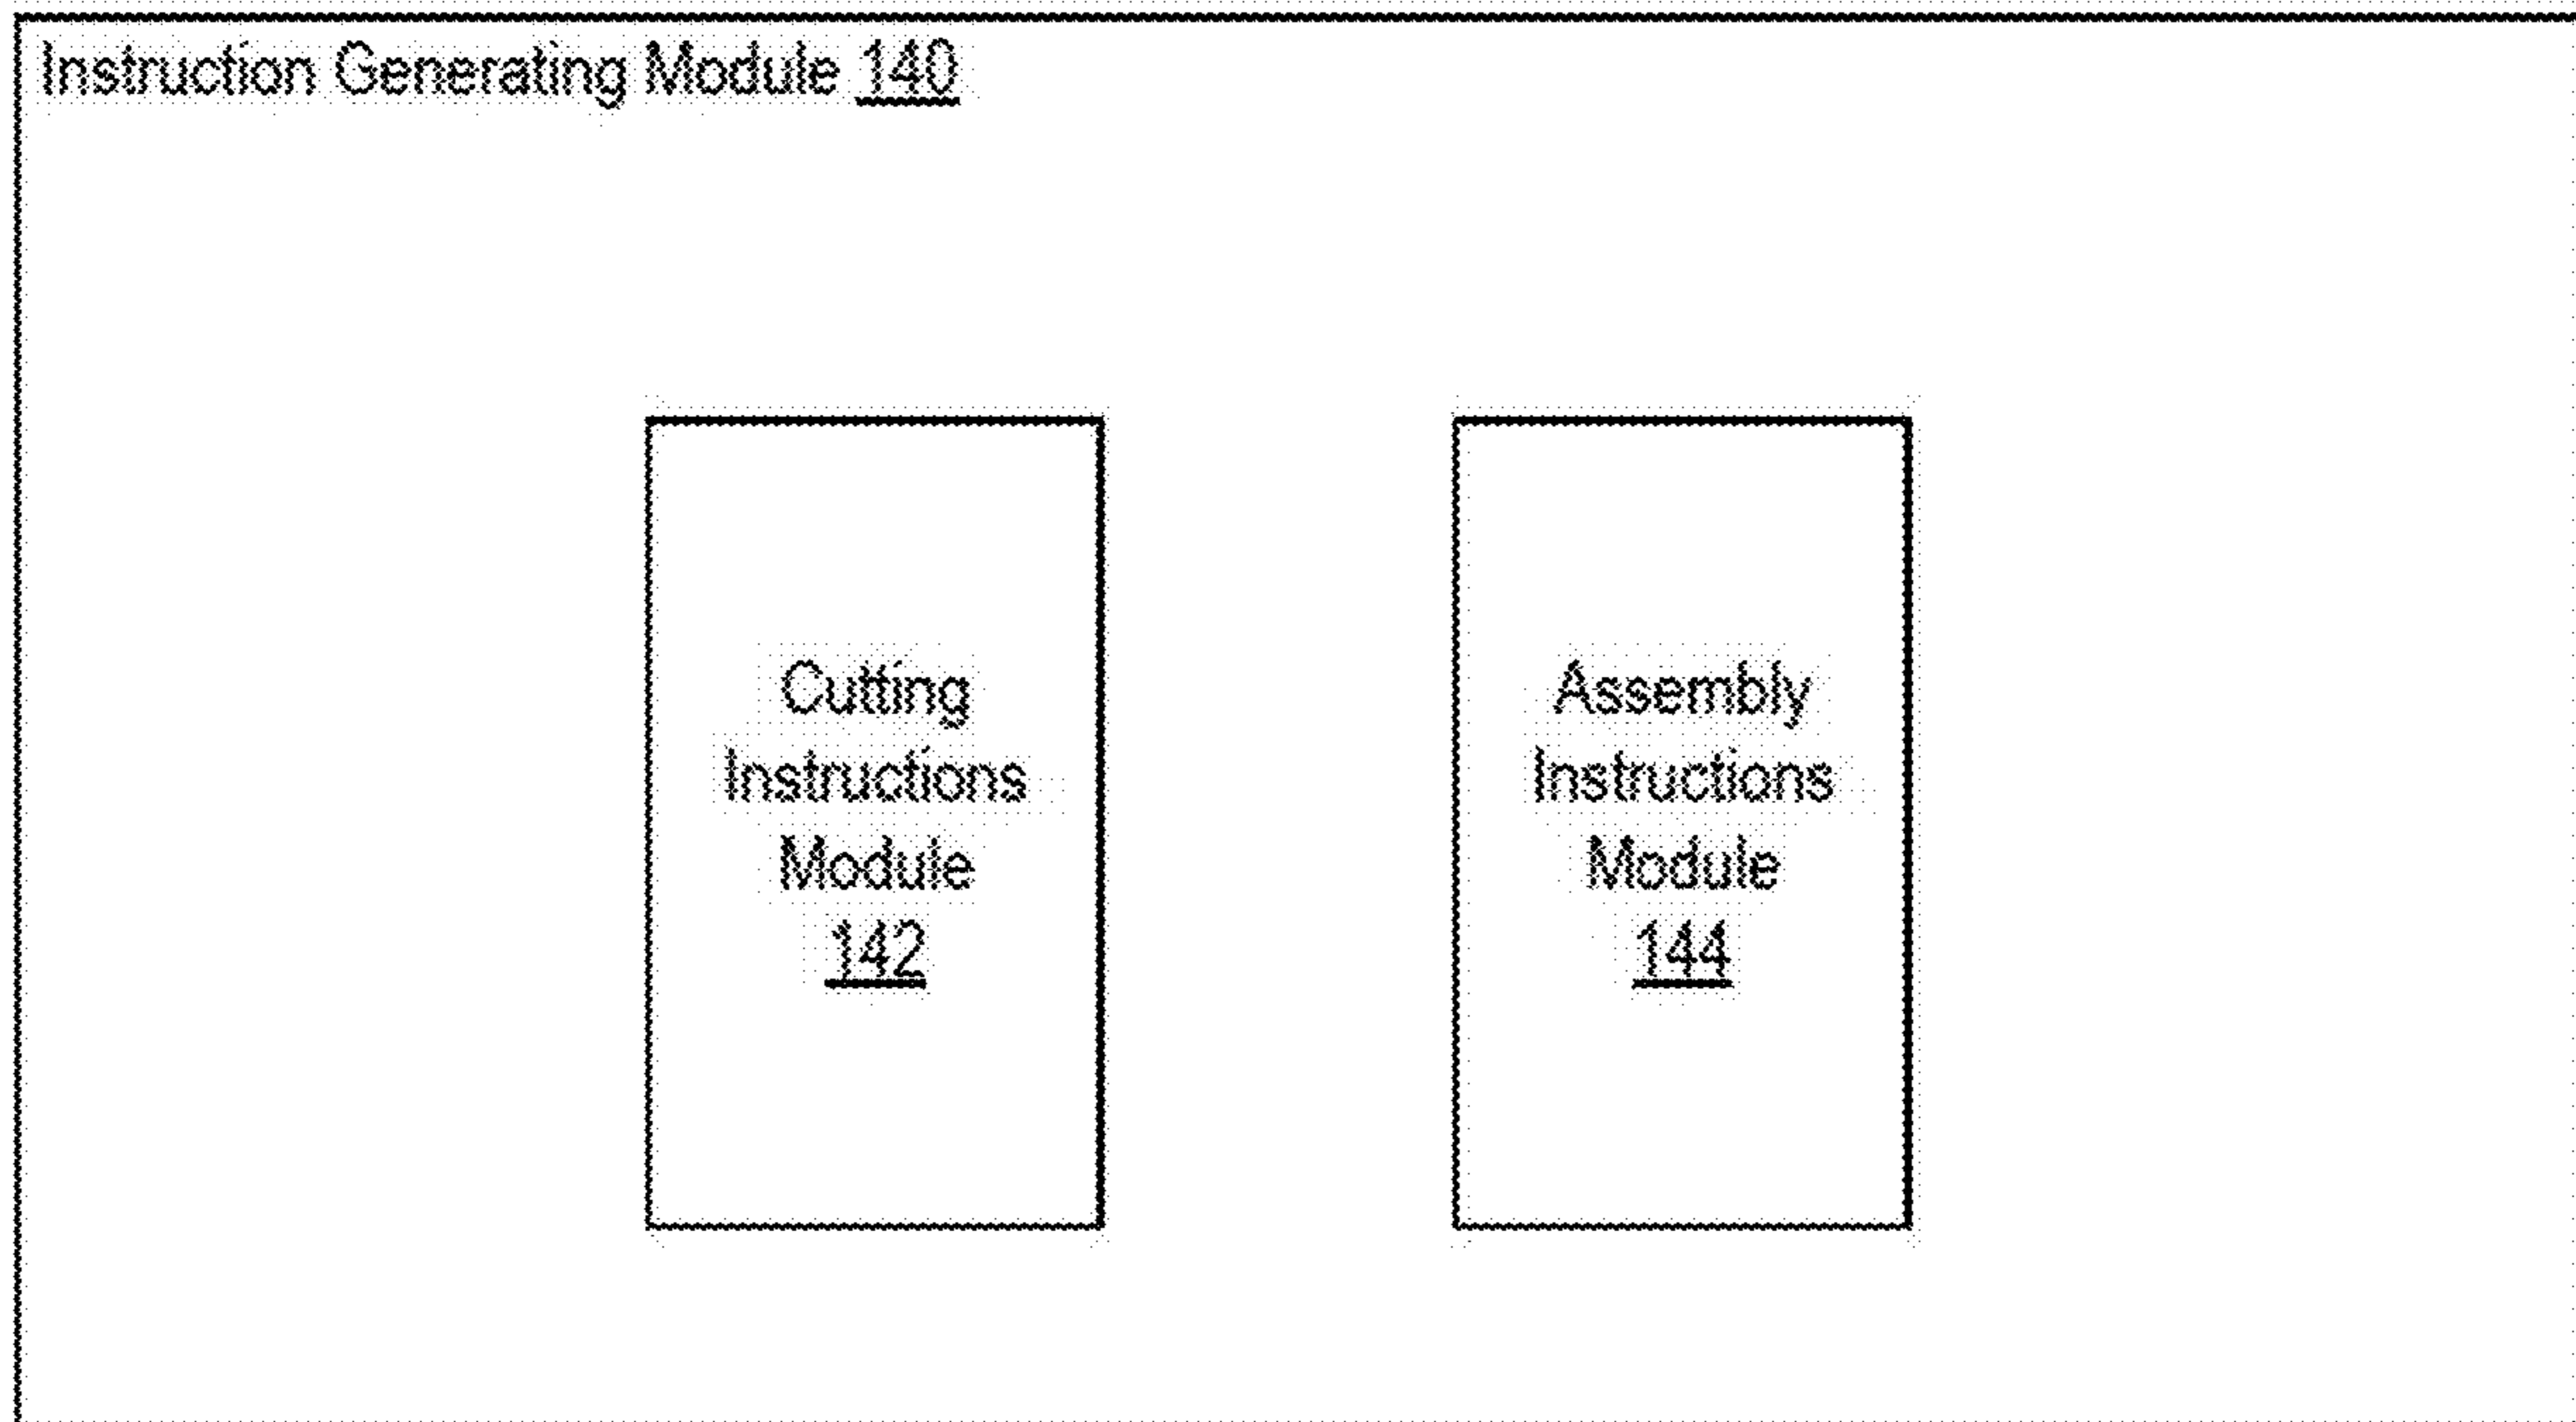 Instruction Generating Module 140
Cutting
Instructions
Module
142
Assembly
Instructions
Module
144